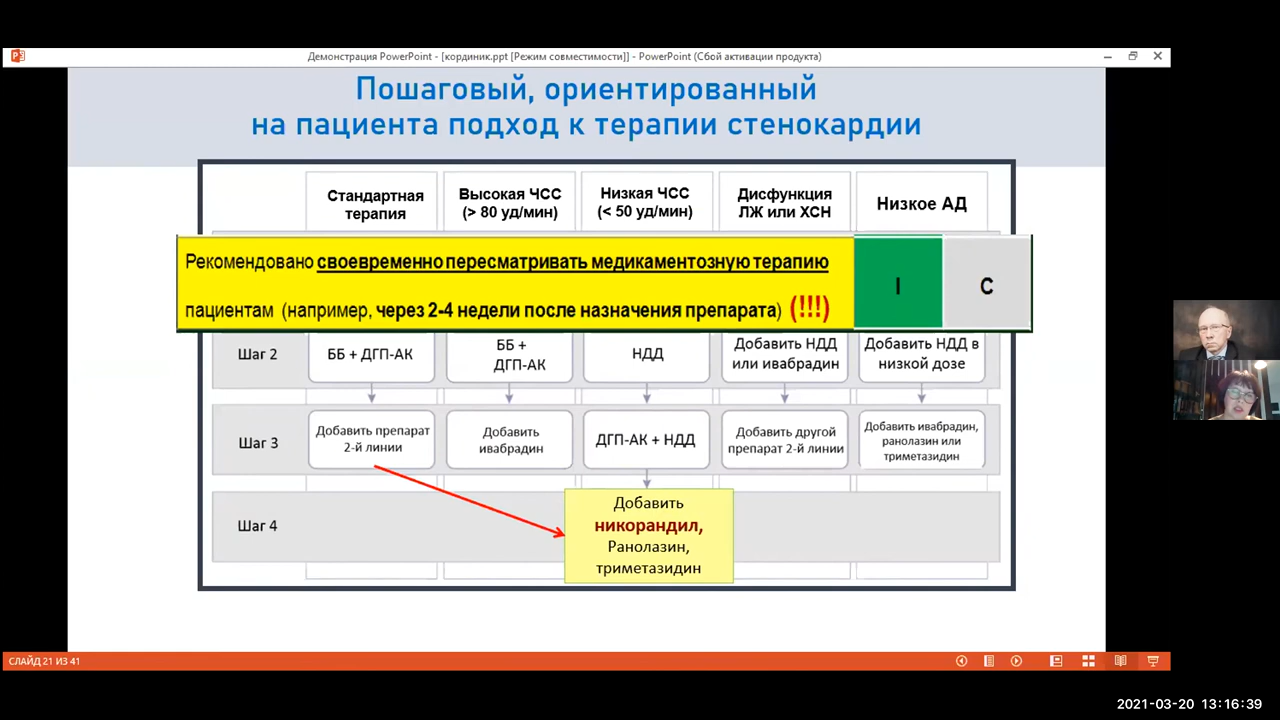 Демонстрация PowerPoint - [кординик.ppt [Режим совместимости]] - PowerPoint (Сбой активации продукта)
Пошаговый, ориентированный
на пациента подход к терапии стенокардии
Стандартная
терапия
Высокая ЧСС
(> 80 уд/мин)
Низкая ЧСС
(< 50 уд/мин)
Дисфункция
ЛЖ или ХСН
Низкое АД
Рекомендовано своевременно пересматривать медикаментозную терапию
пациентам (например, через 2-4 недели после назначения препарата) (!!!)
I
C
Шаг 2
ББ + ДГП-АК
ББ +
ДГП-АК
НДД
Добавить НДД
или ивабрадин
Добавить НДД в
низкой дозе
Шаг 3
Добавить препарат
2-й линии
Добавить
ивабрадин
ДГП-АК + НДД
Добавить другой
препарат 2-й линии
Добавить ивабрадин,
ранолазин или
триметазидин
Шаг 4
Добавить
никорандил,
Ранолазин,
триметазидин
СЛАЙД 21 ИЗ 41
2021-03-20 13:16:39